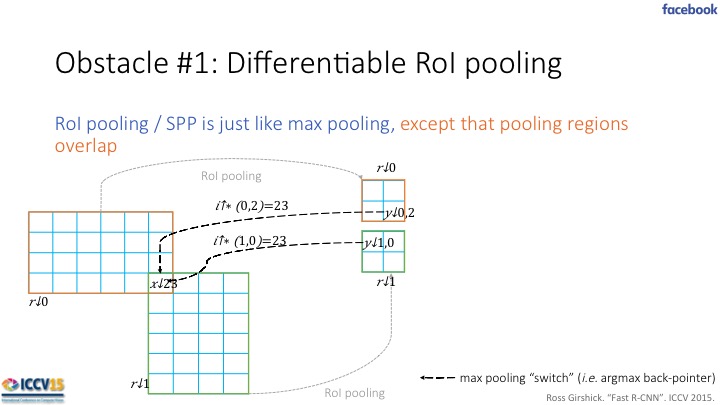 facebook
Obstacle #1: Differentiable RoI pooling
RoI pooling / SPP is just like max pooling, except that pooling regions
overlap
RoI pooling
r↓0
i↑∗ (0,2)=23
y↓0,2
i↑∗ (1,0)=23
y↓1,0
x↓23
r↓0
r↓1
r↓1
RoI pooling
max pooling “switch” (i.e. argmax back-pointer)
ICCV15
Ross Girshick. “Fast R-CNN”. ICCV 2015.